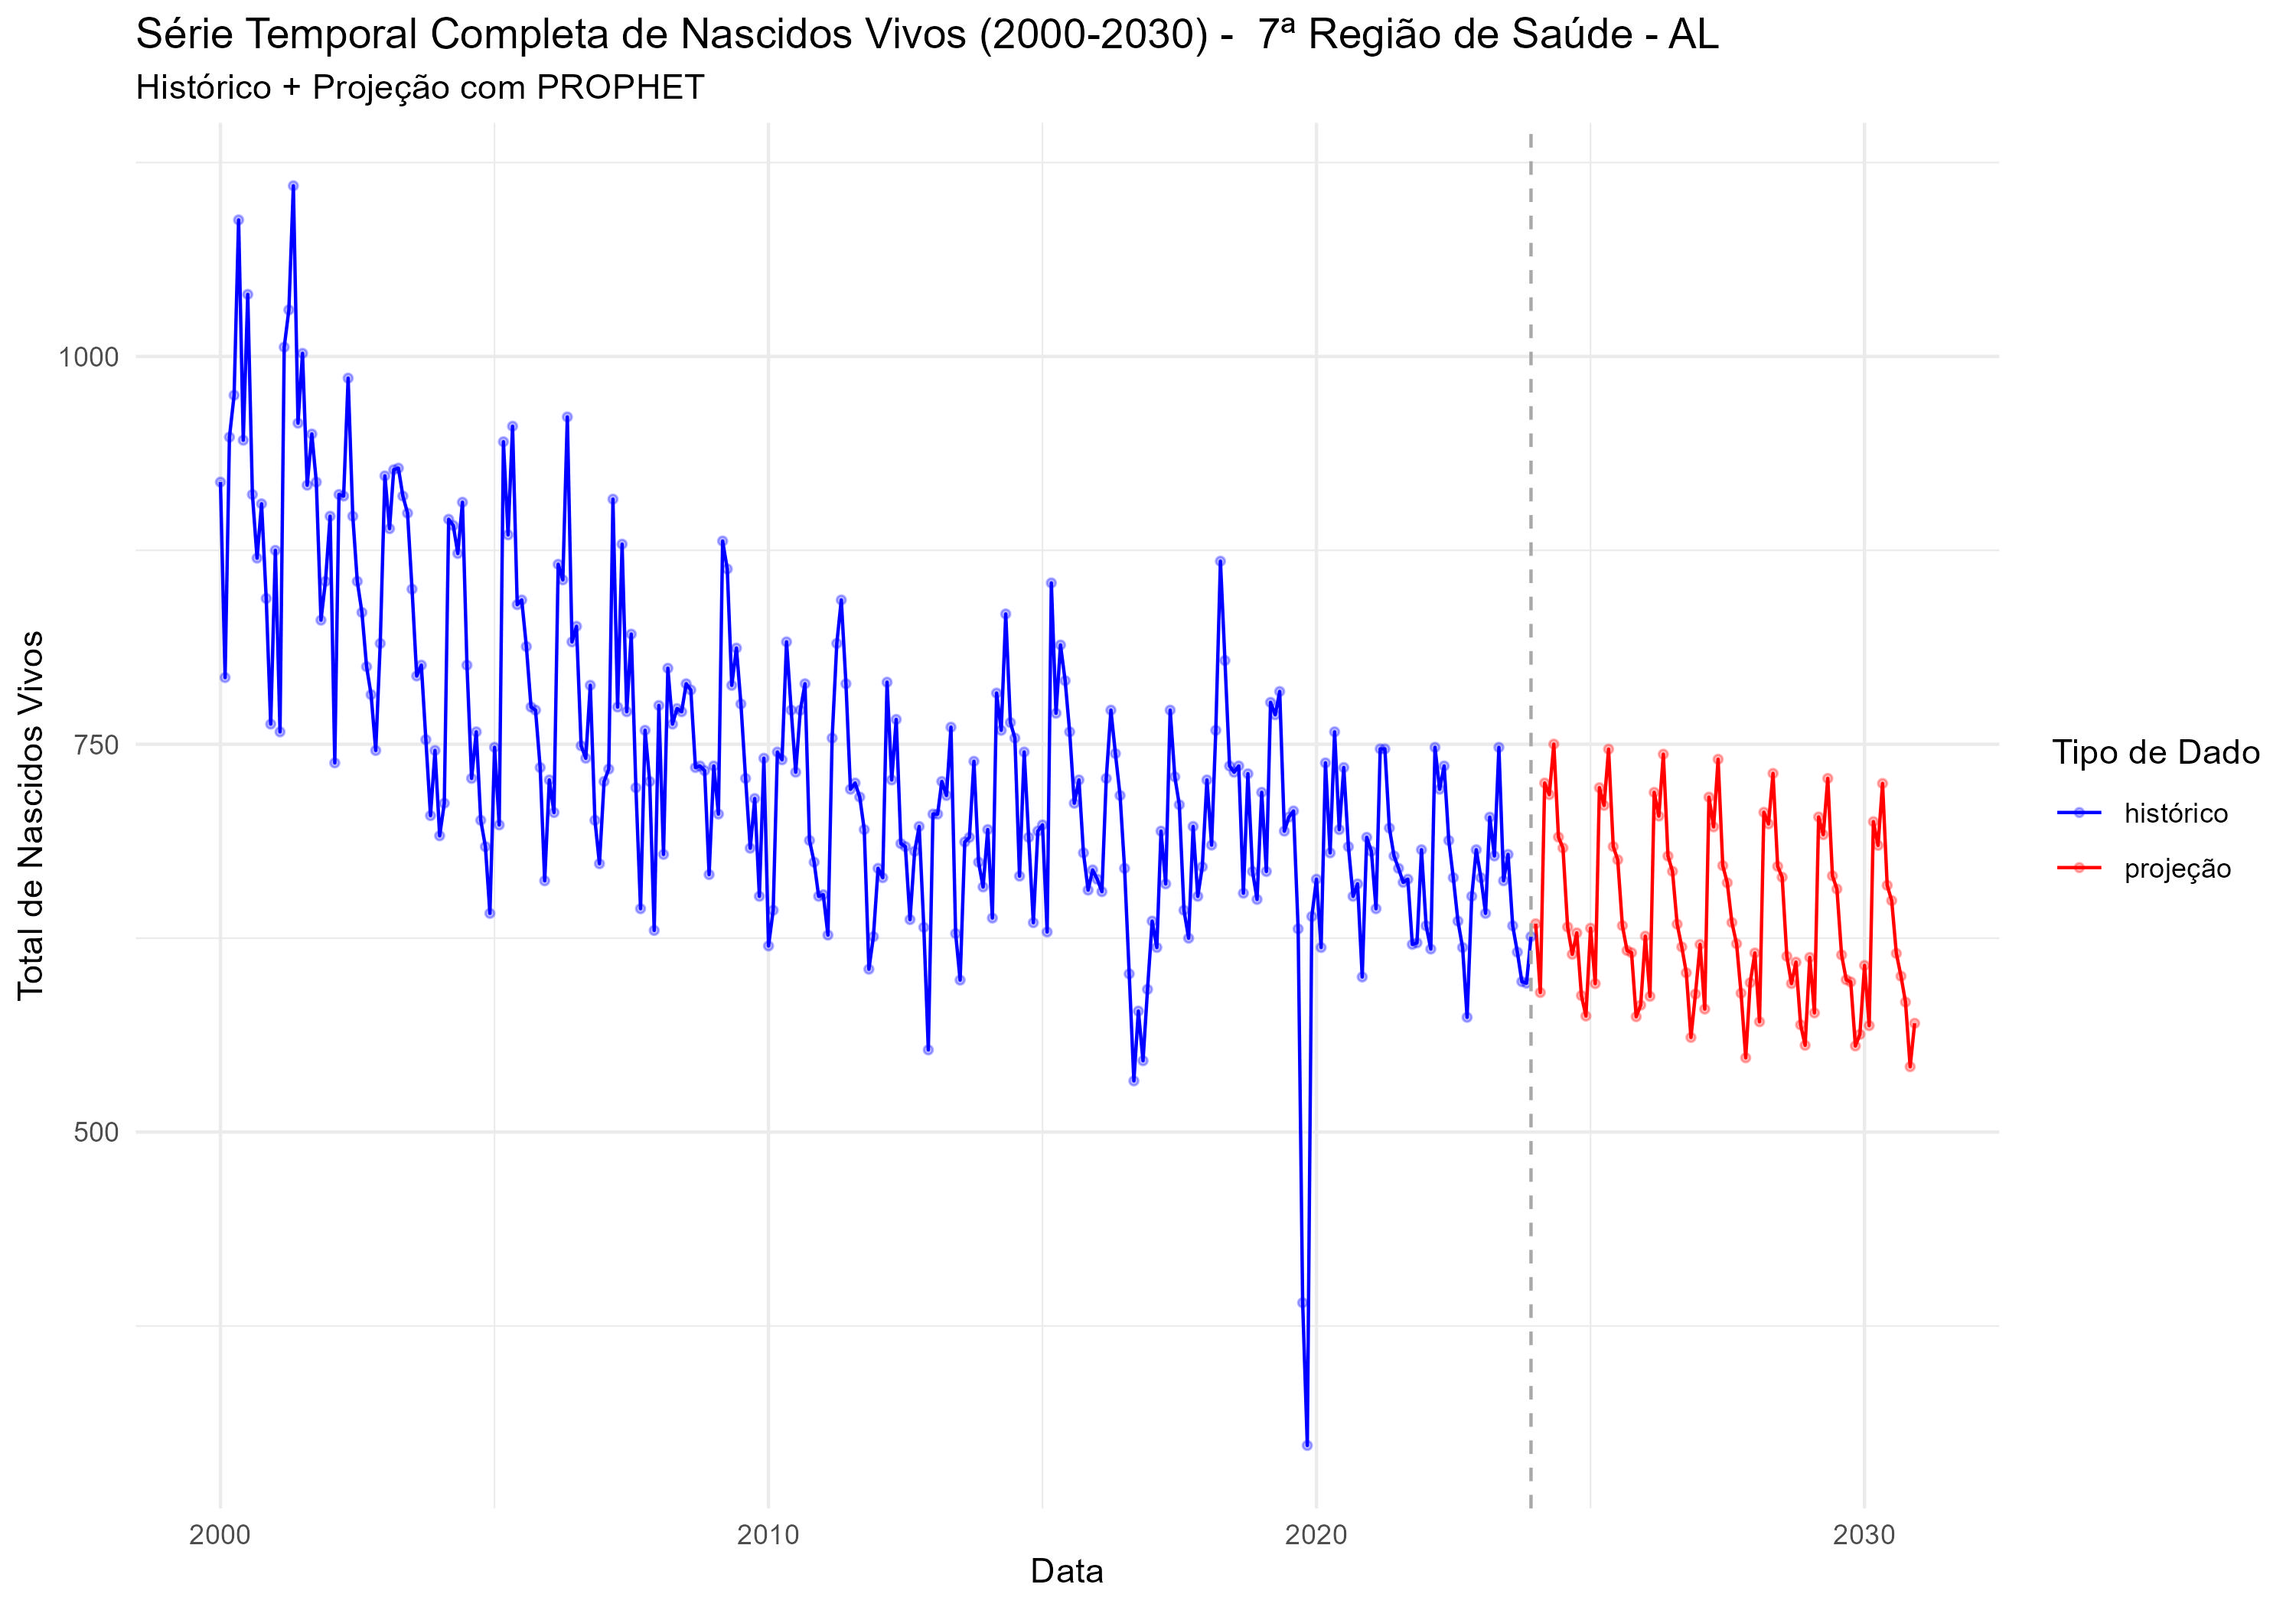 Série Temporal Completa de Nascidos Vivos (2000-2030) -  7ª Região de Saúde - AL
Histórico + Projeção com PROPHET
Total de Nascidos Vivos
1000
750
500
2000
2010
2020
2030
Data
Tipo de Dado
histórico
projeção